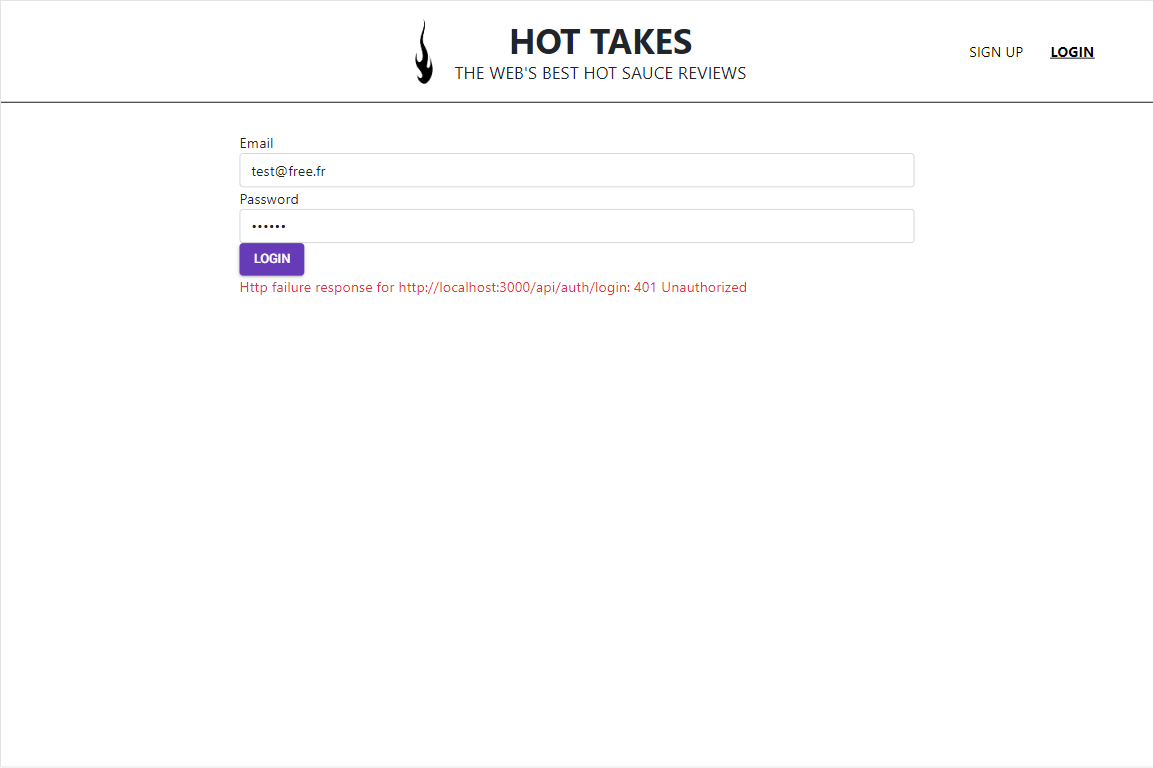 HOT TAKES
THE WEB'S BEST HOT SAUCE REVIEWS
SIGN UP LOGIN
Email
test@free.fr
Password
••••••
LOGIN
Http failure response for http://localhost:3000/api/auth/login: 401 Unauthorized